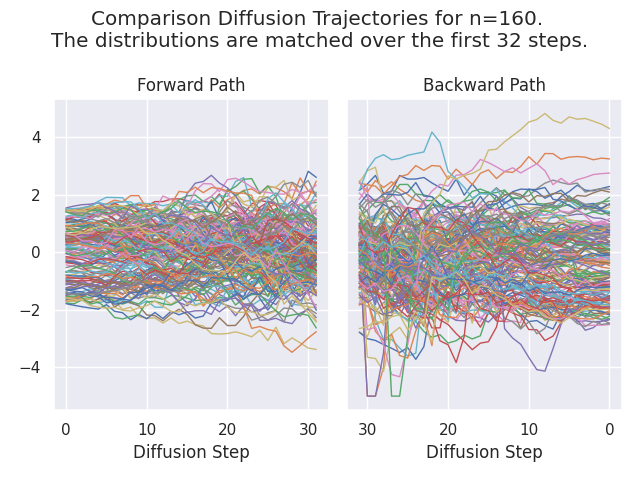 Comparison Diffusion Trajectories for n=160.
The distributions are matched over the first 32 steps.
Forward Path
Backward Path
4
2
0
−2
−4
0 10 20 30
30 20 10 0
Diffusion Step
Diffusion Step